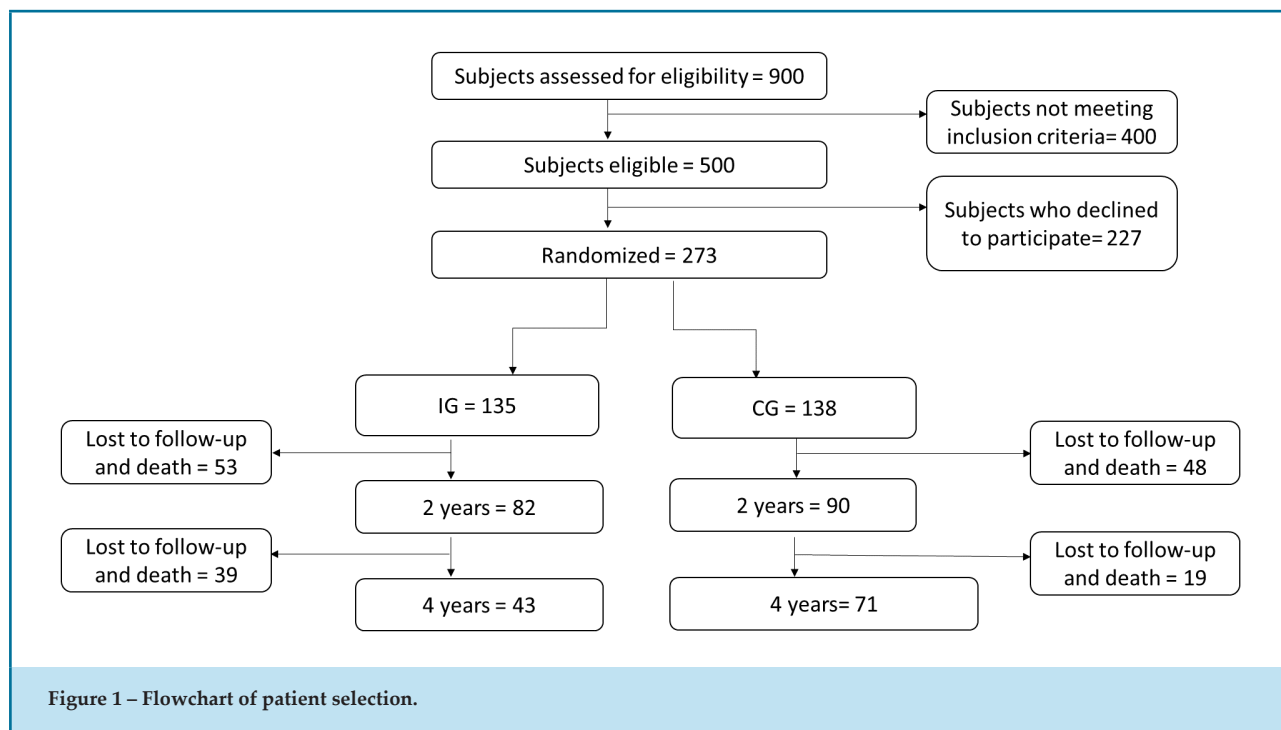 Subjects assessed for eligibility = 900
Subjects not meeting
inclusion criteria= 400
Subjects eligible = 500
Subjects who declined
to participate= 227
Randomized = 273
IG = 135
CG = 138
Lost to follow-up
and death = 53
Lost to follow-up
and death = 48
2 years = 82
2 years = 90
Lost to follow-up
and death = 39
Lost to follow-up
and death = 19
4 years = 43
4 years= 71
Figure 1 – Flowchart of patient selection.